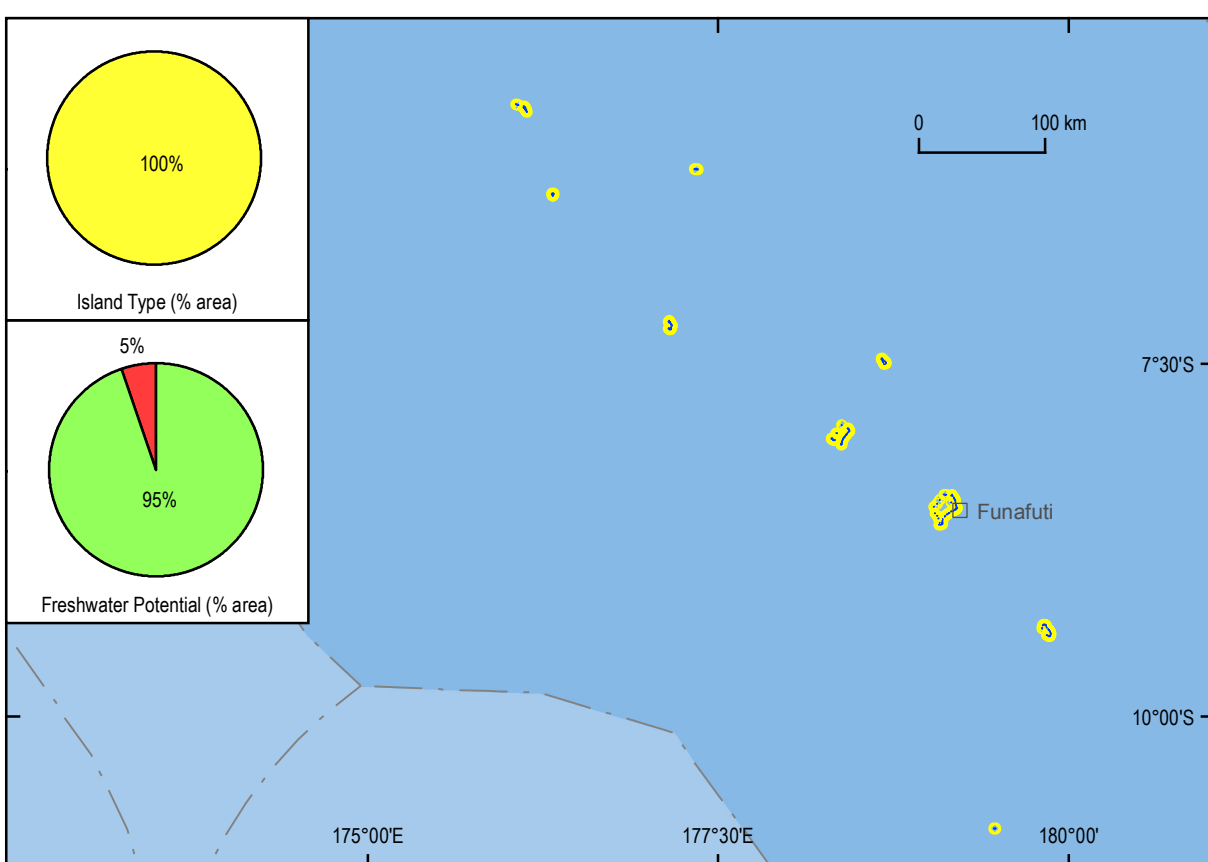 100%
Island Type (% area)
5%
95%
Freshwater Potential (% area)
0 100 km
7°30'S
Funafuti
10°00'S
175°00'E 177°30'E 180°00'